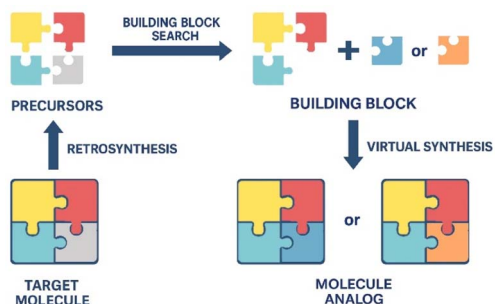 BUILDING BLOCK
SEARCH
or
PRECURSORS
BUILDING BLOCK
RETROSYNTHESIS
VIRTUAL SYNTHESIS
or
TARGET
MOLECULE
MOLECULE
ANALOG